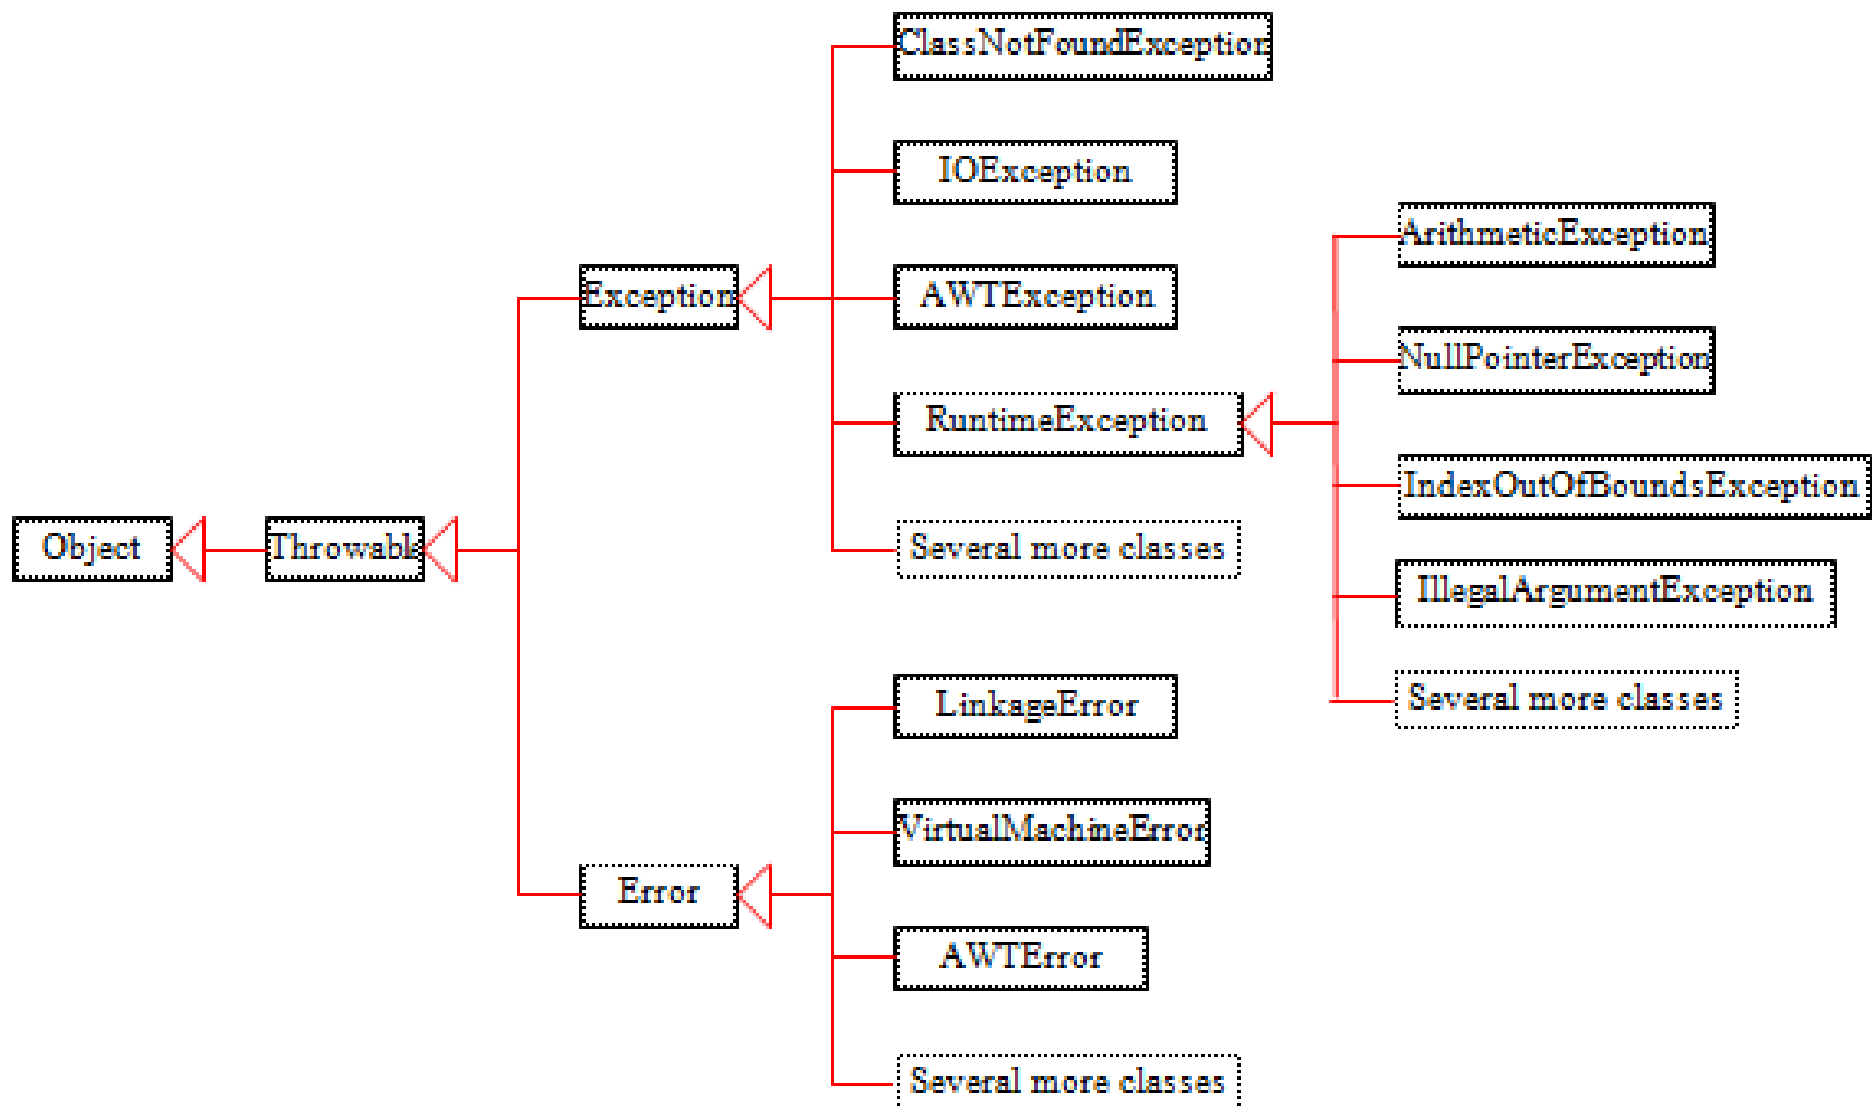 ClassNotFoundException
IOException
ArithmeticException
Exception
AWTException
NullPointerException
RuntimeException
IndexOutOfBoundsException
Object
Throwabl
Several more classes
IllegalArgumentException
LinkageError
Several more classes
VirtualMachineError
Error
AWTError
Several more classes